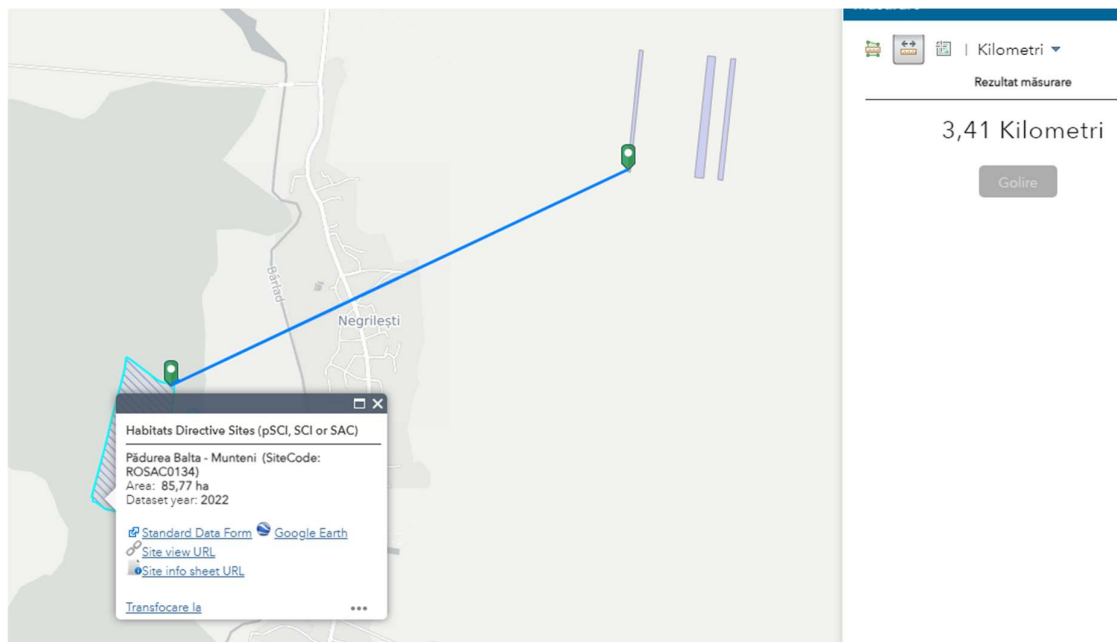 Kilometri
Rezultat măsurare
3,41 Kilometri
Golire
Bârlad
Negrilești
Habitats Directive Sites (pSCI, SCI or SAC)
Pădurea Balta - Munteni (SiteCode:
ROSAC0134)
Area: 85,77 ha
Dataset year: 2022
Standard Data Form Google Earth
Site view URL
Site info sheet URL
Transfocare la